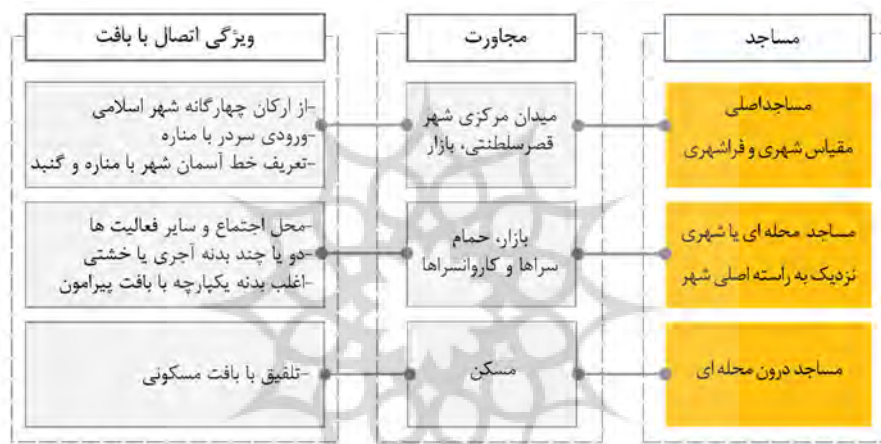 مساجد
مجاورت
ویژگی اتصال با بافت
مساجداصلی
مقیاس شهری و فراشهری
میدان مرکزی شهر
قصرسلطنتی، بازار
-از ارکان چهارگانه شهر اسلامی
-ورودی سردر با مناره
-تعریف خط آسمان شهر با مناره و گنبد
مساجد محله ای یا شهری
نزدیک به راسته اصلی شهر
بازار، حمام
سراها و کاروانسراها
-محل اجتماع و سایر فعالیت ها
-دو یا چند بدنه آجری یا خشتی
-اغلب بدنه یکپارچه با بافت پیرامون
مساجد درون محله ای
مسکن
-تلفیق با بافت مسکونی